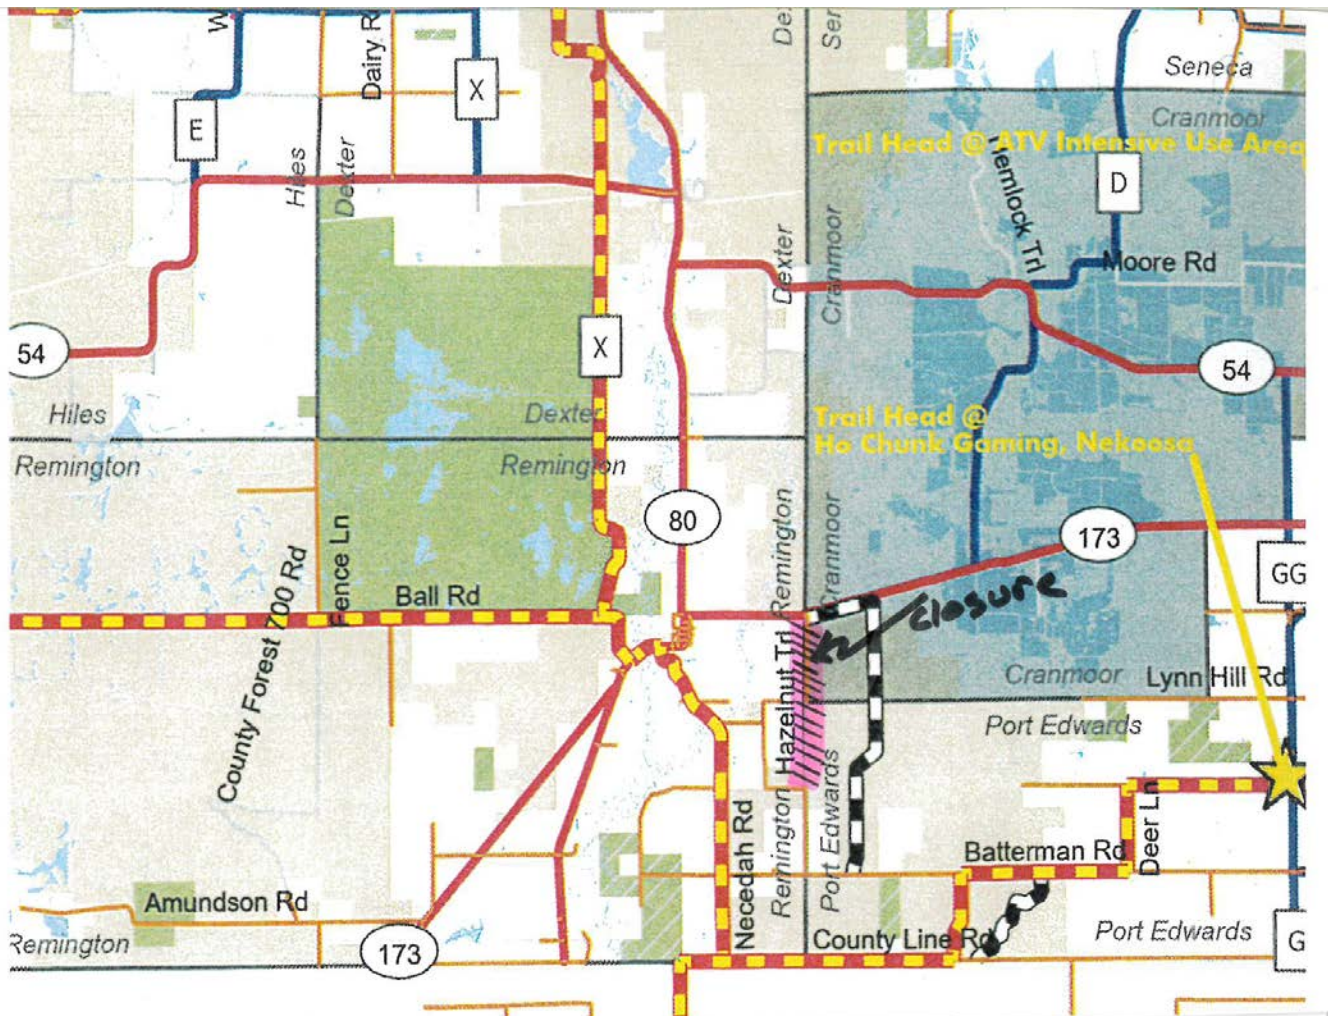 W
Dairy R
De
Ser
Seneca
X
E
Cranmoor
Trail Head @ ATV Intensive Use Area
Hiles
Dexter
Hemlock Trl
D
Dexter
Cranmoor
Moore Rd
54
X
54
Hiles
Dexter
Trail Head @
Ho Chunk Gaming, Nekoosa
Remington
Remington
80
Remington
Cranmoor
173
GG
County Forest 700 Rd
Fence Ln
Ball Rd
closure
Hazelnut Trl
Cranmoor
Lynn Hill Rd
Port Edwards
Remington
Port Edwards
Necedah Rd
Deer Ln
Batterman Rd
Amundson Rd
Remington
173
County Line Rd
Port Edwards
G